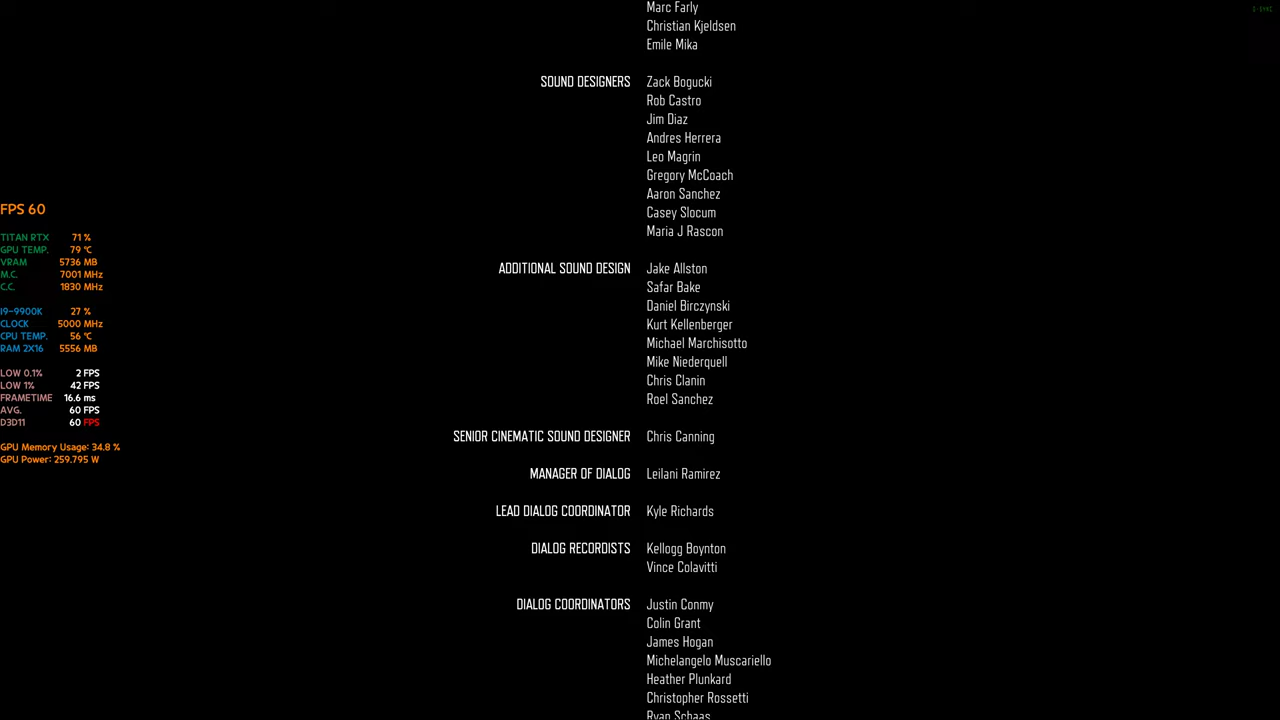 Marc Farly
Christian Kjeldsen
Emile Mika
SOUND DESIGNERS Zack Bogucki
Rob Castro
Jim Diaz
Andres Herrera
Leo Magrin
Gregory McCoach
Aaron Sanchez
Casey Slocum
Maria J Rascon
ADDITIONAL SOUND DESIGN Jake Allston
Safar Bake
Daniel Birczynski
Kurt Kellenberger
Michael Marchisotto
Mike Niederquell
Chris Clanin
Roel Sanchez
SENIOR CINEMATIC SOUND DESIGNER Chris Canning
MANAGER OF DIALOG Leilani Ramirez
LEAD DIALOG COORDINATOR Kyle Richards
DIALOG RECORDISTS Kellogg Boynton
Vince Colavitti
DIALOG COORDINATORS Justin Conmy
Colin Grant
James Hogan
Michelangelo Muscariello
Heather Plunkard
Christopher Rossetti
Ryan Schaas
FPS 60
TITAN RTX 71 %
GPU TEMP. 79 °C
VRAM 5736 MB
M.C. 7001 MHz
C.C. 1830 MHz
I9-9900K 27 %
CLOCK 5000 MHz
CPU TEMP. 56 °C
RAM 2X16 5556 MB
LOW 0.1% 2 FPS
LOW 1% 42 FPS
FRAMETIME 16.6 ms
AVG. 60 FPS
D3D11 60 FPS
GPU Memory Usage: 34.8 %
GPU Power: 259.795 W